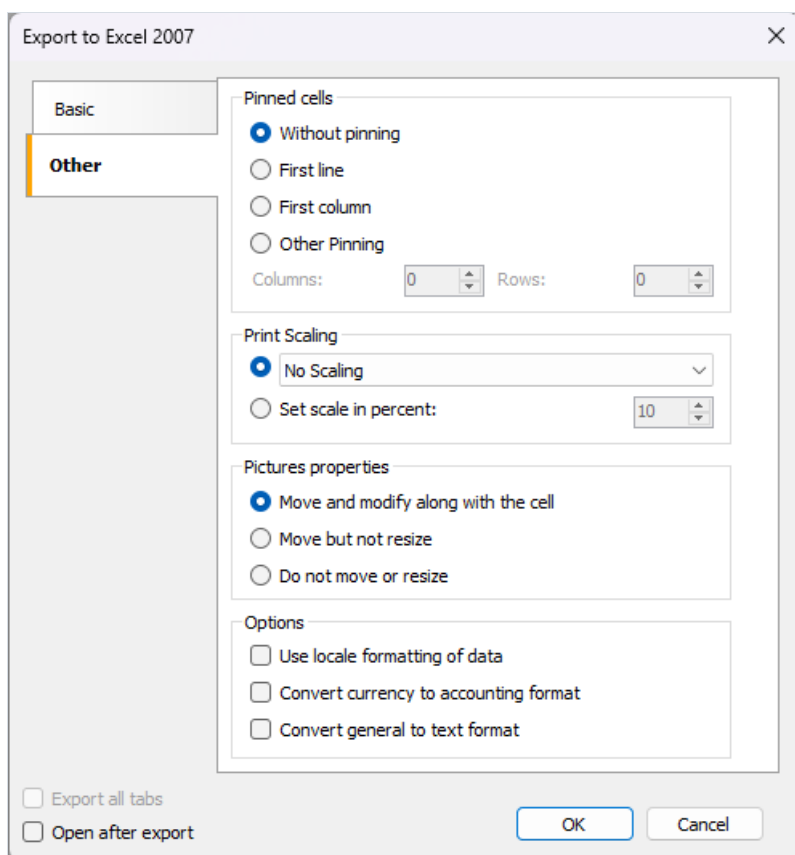 Export to Excel 2007
Basic
Other
Pinned cells
Without pinning
First line
First column
Other Pinning
Columns: 0 Rows: 0
Print Scaling
No Scaling
Set scale in percent: 10
Pictures properties
Move and modify along with the cell
Move but not resize
Do not move or resize
Options
Use locale formatting of data
Convert currency to accounting format
Convert general to text format
Export all tabs
Open after export
OK Cancel